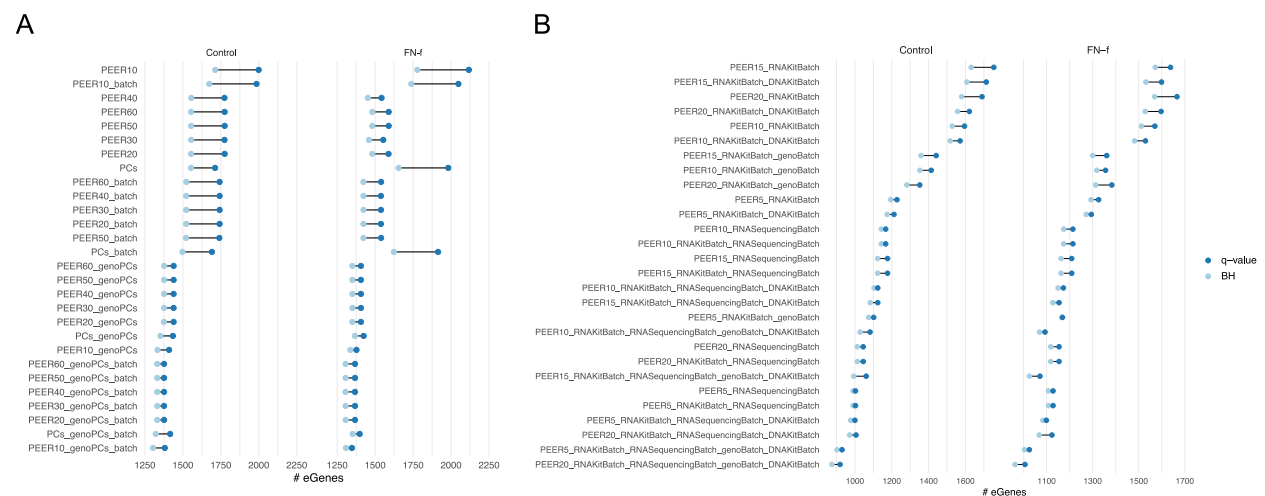 A
Control
FN-f
PEER10
PEER10_batch
PEER40
PEER60
PEER50
PEER30
PEER20
PCs
PEER60_batch
PEER40_batch
PEER30_batch
PEER20_batch
PEER50_batch
PCs_batch
PEER60_genoPCs
PEER50_genoPCs
PEER40_genoPCs
PEER30_genoPCs
PEER20_genoPCs
PCs_genoPCs
PEER10_genoPCs
PEER60_genoPCs_batch
PEER50_genoPCs_batch
PEER40_genoPCs_batch
PEER30_genoPCs_batch
PEER20_genoPCs_batch
PCs_genoPCs_batch
PEER10_genoPCs_batch
1250 1500 1750 2000 2250 1250 1500 1750 2000 2250
# eGenes
B
Control
FN−f
PEER15_RNAKitBatch
PEER15_RNAKitBatch_DNAKitBatch
PEER20_RNAKitBatch
PEER20_RNAKitBatch_DNAKitBatch
PEER10_RNAKitBatch
PEER10_RNAKitBatch_DNAKitBatch
PEER15_RNAKitBatch_genoBatch
PEER10_RNAKitBatch_genoBatch
PEER20_RNAKitBatch_genoBatch
PEER5_RNAKitBatch
PEER5_RNAKitBatch_DNAKitBatch
PEER10_RNASequencingBatch
PEER10_RNAKitBatch_RNASequencingBatch
PEER15_RNASequencingBatch
PEER15_RNAKitBatch_RNASequencingBatch
PEER10_RNAKitBatch_RNASequencingBatch_DNAKitBatch
PEER15_RNAKitBatch_RNASequencingBatch_DNAKitBatch
PEER5_RNAKitBatch_genoBatch
PEER10_RNAKitBatch_RNASequencingBatch_genoBatch_DNAKitBatch
PEER20_RNASequencingBatch
PEER20_RNAKitBatch_RNASequencingBatch
PEER15_RNAKitBatch_RNASequencingBatch_genoBatch_DNAKitBatch
PEER5_RNASequencingBatch
PEER5_RNAKitBatch_RNASequencingBatch
PEER5_RNAKitBatch_RNASequencingBatch_DNAKitBatch
PEER20_RNAKitBatch_RNASequencingBatch_DNAKitBatch
PEER5_RNAKitBatch_RNASequencingBatch_genoBatch_DNAKitBatch
PEER20_RNAKitBatch_RNASequencingBatch_genoBatch_DNAKitBatch
1000 1200 1400 1600 1100 1300 1500 1700
# eGenes
q−value
BH